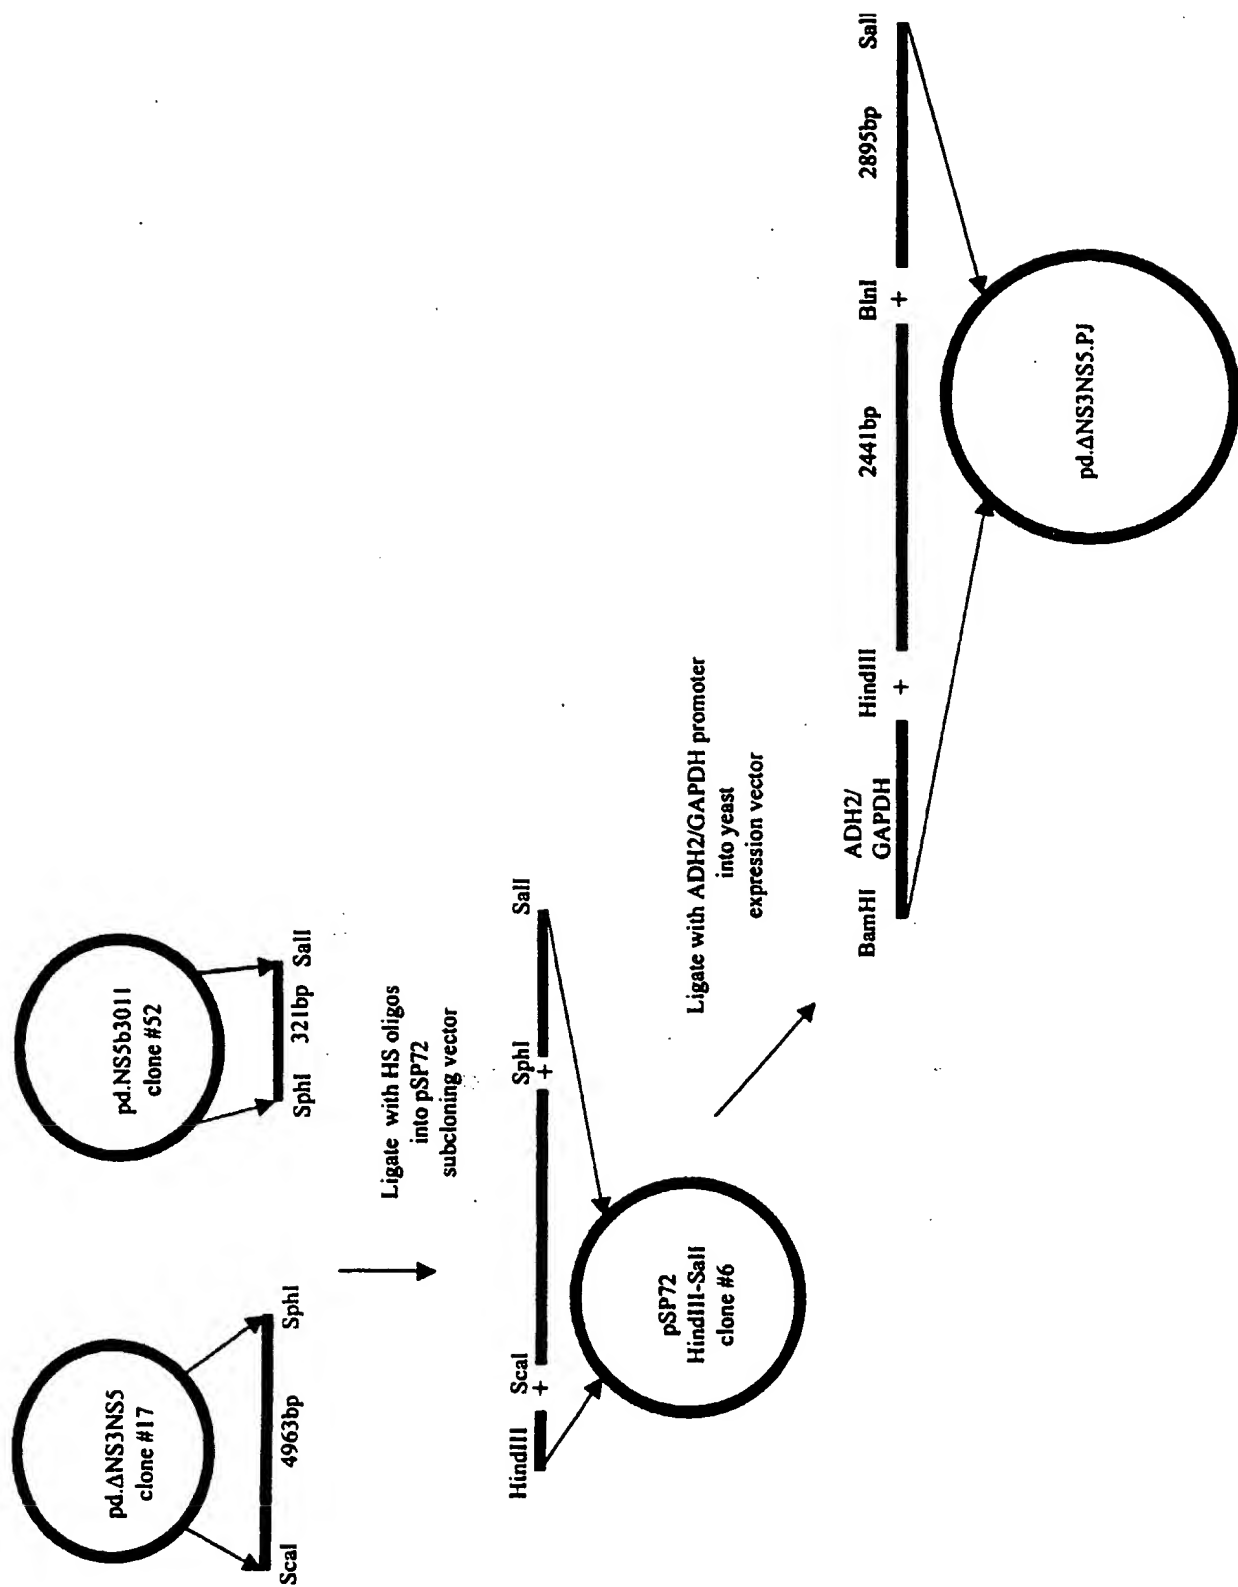 pd.ΔNS3NS5
clone #17
ScaI
4963bp
SphI
pd.NS5b3011
clone #52
SphI
321bp
SalI
Ligate with HS oligos
into pSP72
subcloning vector
HindIII
ScaI
+
SphI
+
SalI
pSP72
HindIII-SalI
clone #6
Ligate with ADH2/GAPDH promoter
into yeast
expression vector
BamHI
ADH2/
GAPDH
HindIII
+
2441bp
BlnI
+
2895bp
SalI
pd.ΔNS3NS5.PJ